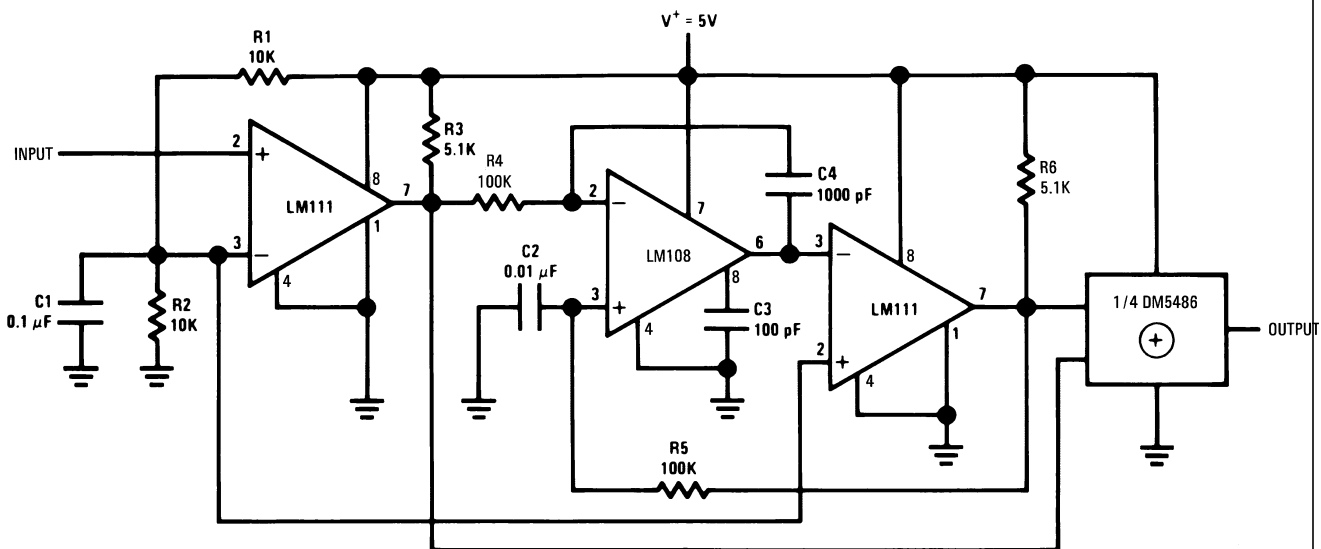 V+ = 5V
R1
10K
INPUT
2
+
8
LM111
7
1
3
−
4
C1
0.1 μF
R2
10K
R3
5.1K
R4
100K
2
−
7
LM108
6
8
C2
0.01 μF
3
+
4
C3
100 pF
C4
1000 pF
3
−
8
LM111
7
1
2
+
4
R6
5.1K
R5
100K
1/4 DM5486
+
OUTPUT